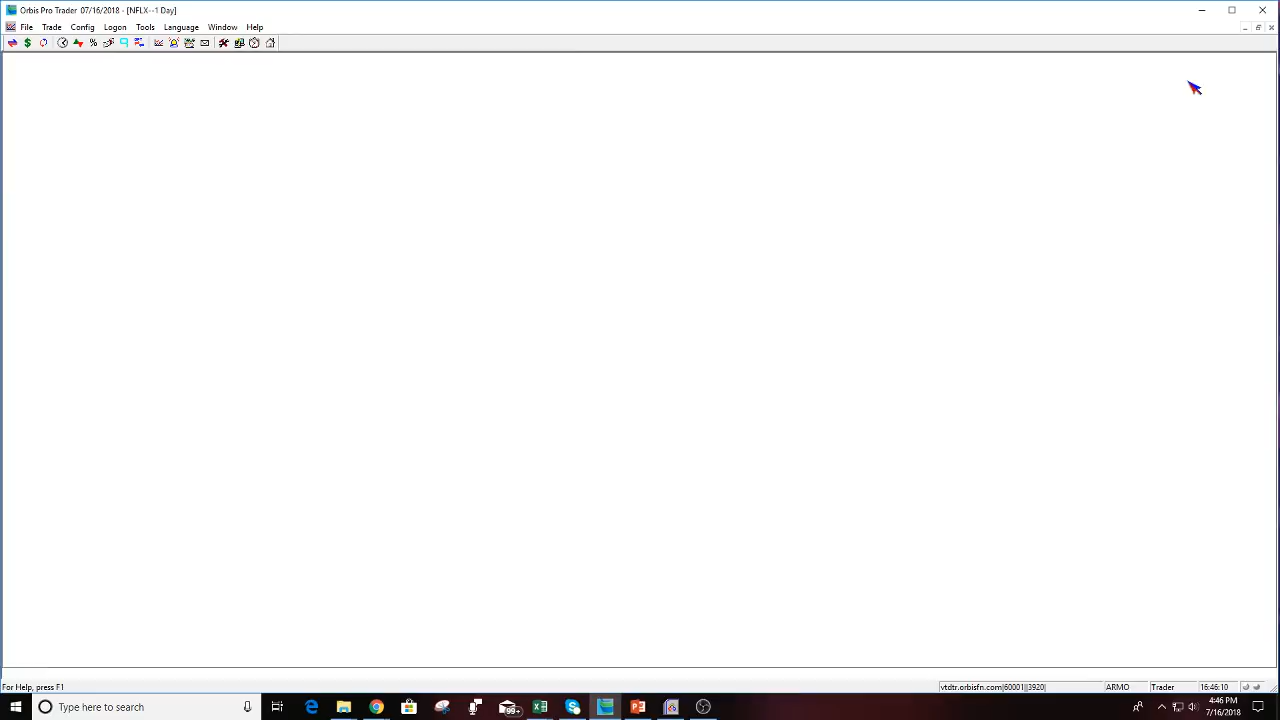 Orbis Pro Trader 07/16/2018 - [NFLX--1 Day]
File Trade Config Logon Tools Language Window Help
For Help, press F1
vtdtr.orbisfn.com|60001||3920| ARMO Trader 16:46:10
Type here to search
99+
4:46 PM
7/16/2018